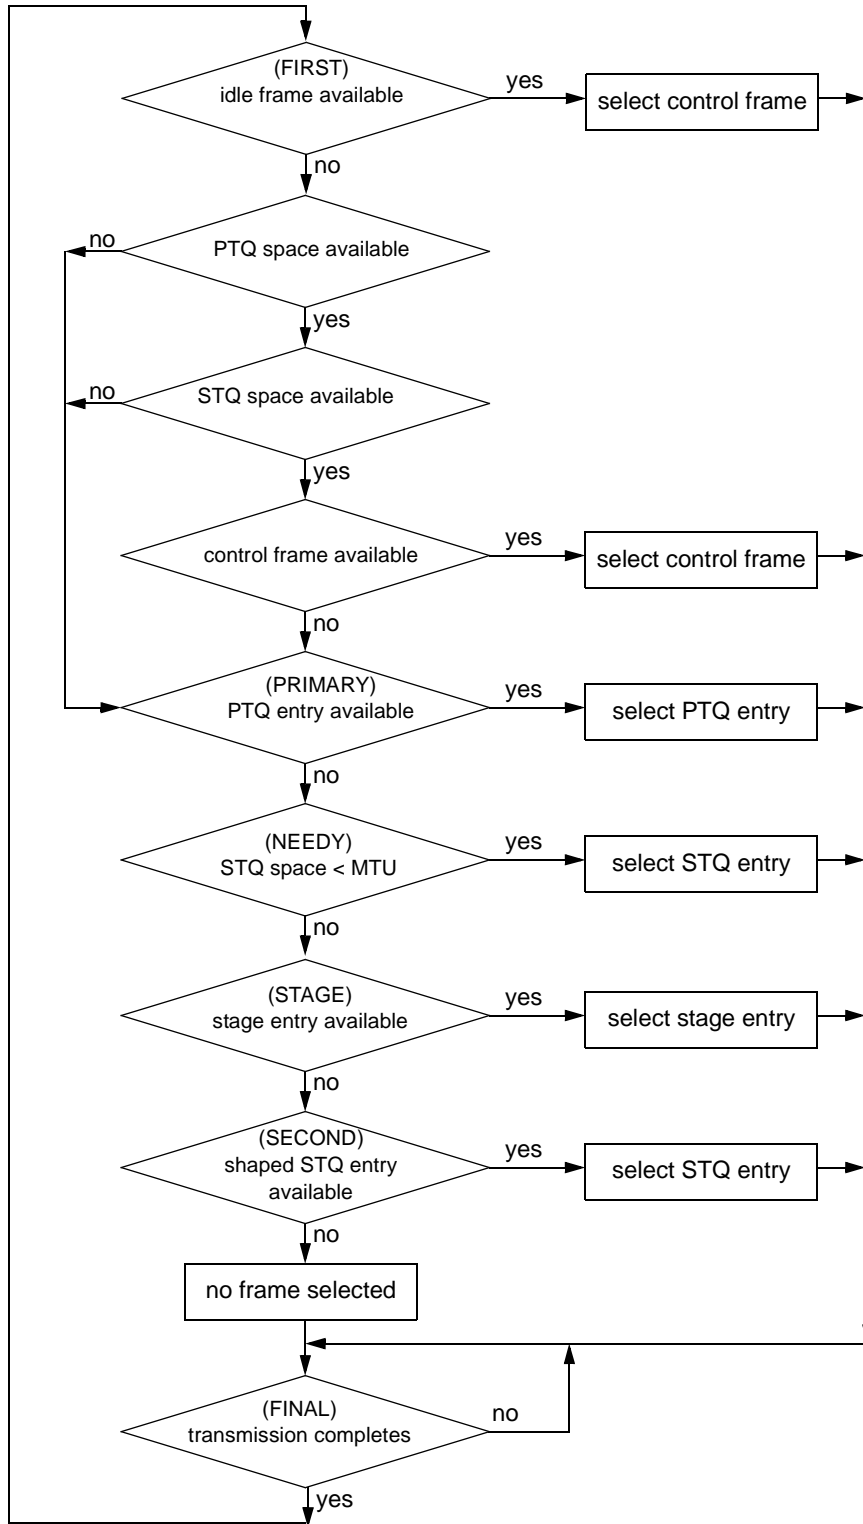 (FIRST)
idle frame available
yes
select control frame
no
no
PTQ space available
yes
no
STQ space available
yes
control frame available
yes
select control frame
no
(PRIMARY)
PTQ entry available
yes
select PTQ entry
no
(NEEDY)
STQ space < MTU
yes
select STQ entry
no
(STAGE)
stage entry available
yes
select stage entry
no
(SECOND)
shaped STQ entry
available
yes
select STQ entry
no
no frame selected
(FINAL)
transmission completes
no
yes